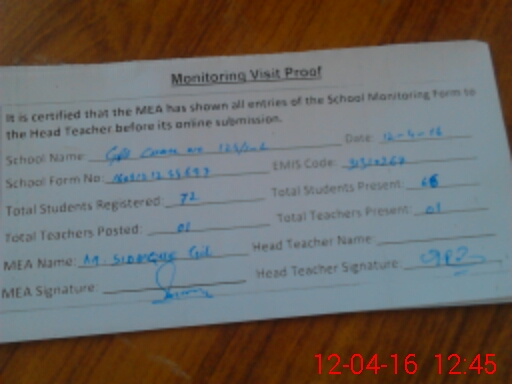 Monitoring Visit Proof
It is certified that the MEA has shown all entries of the School Monitoring Form to
the Head Teacher before its online submission.
School Name: Date: 12-4-16
School Form No: EMIS Code:
Total Students Registered: 72 Total Students Present: 68
Total Teachers Posted: 01 Total Teachers Present: 01
MEA Name: M. Gil Head Teacher Name:
MEA Signature: Head Teacher Signature:
12-04-16 12:45